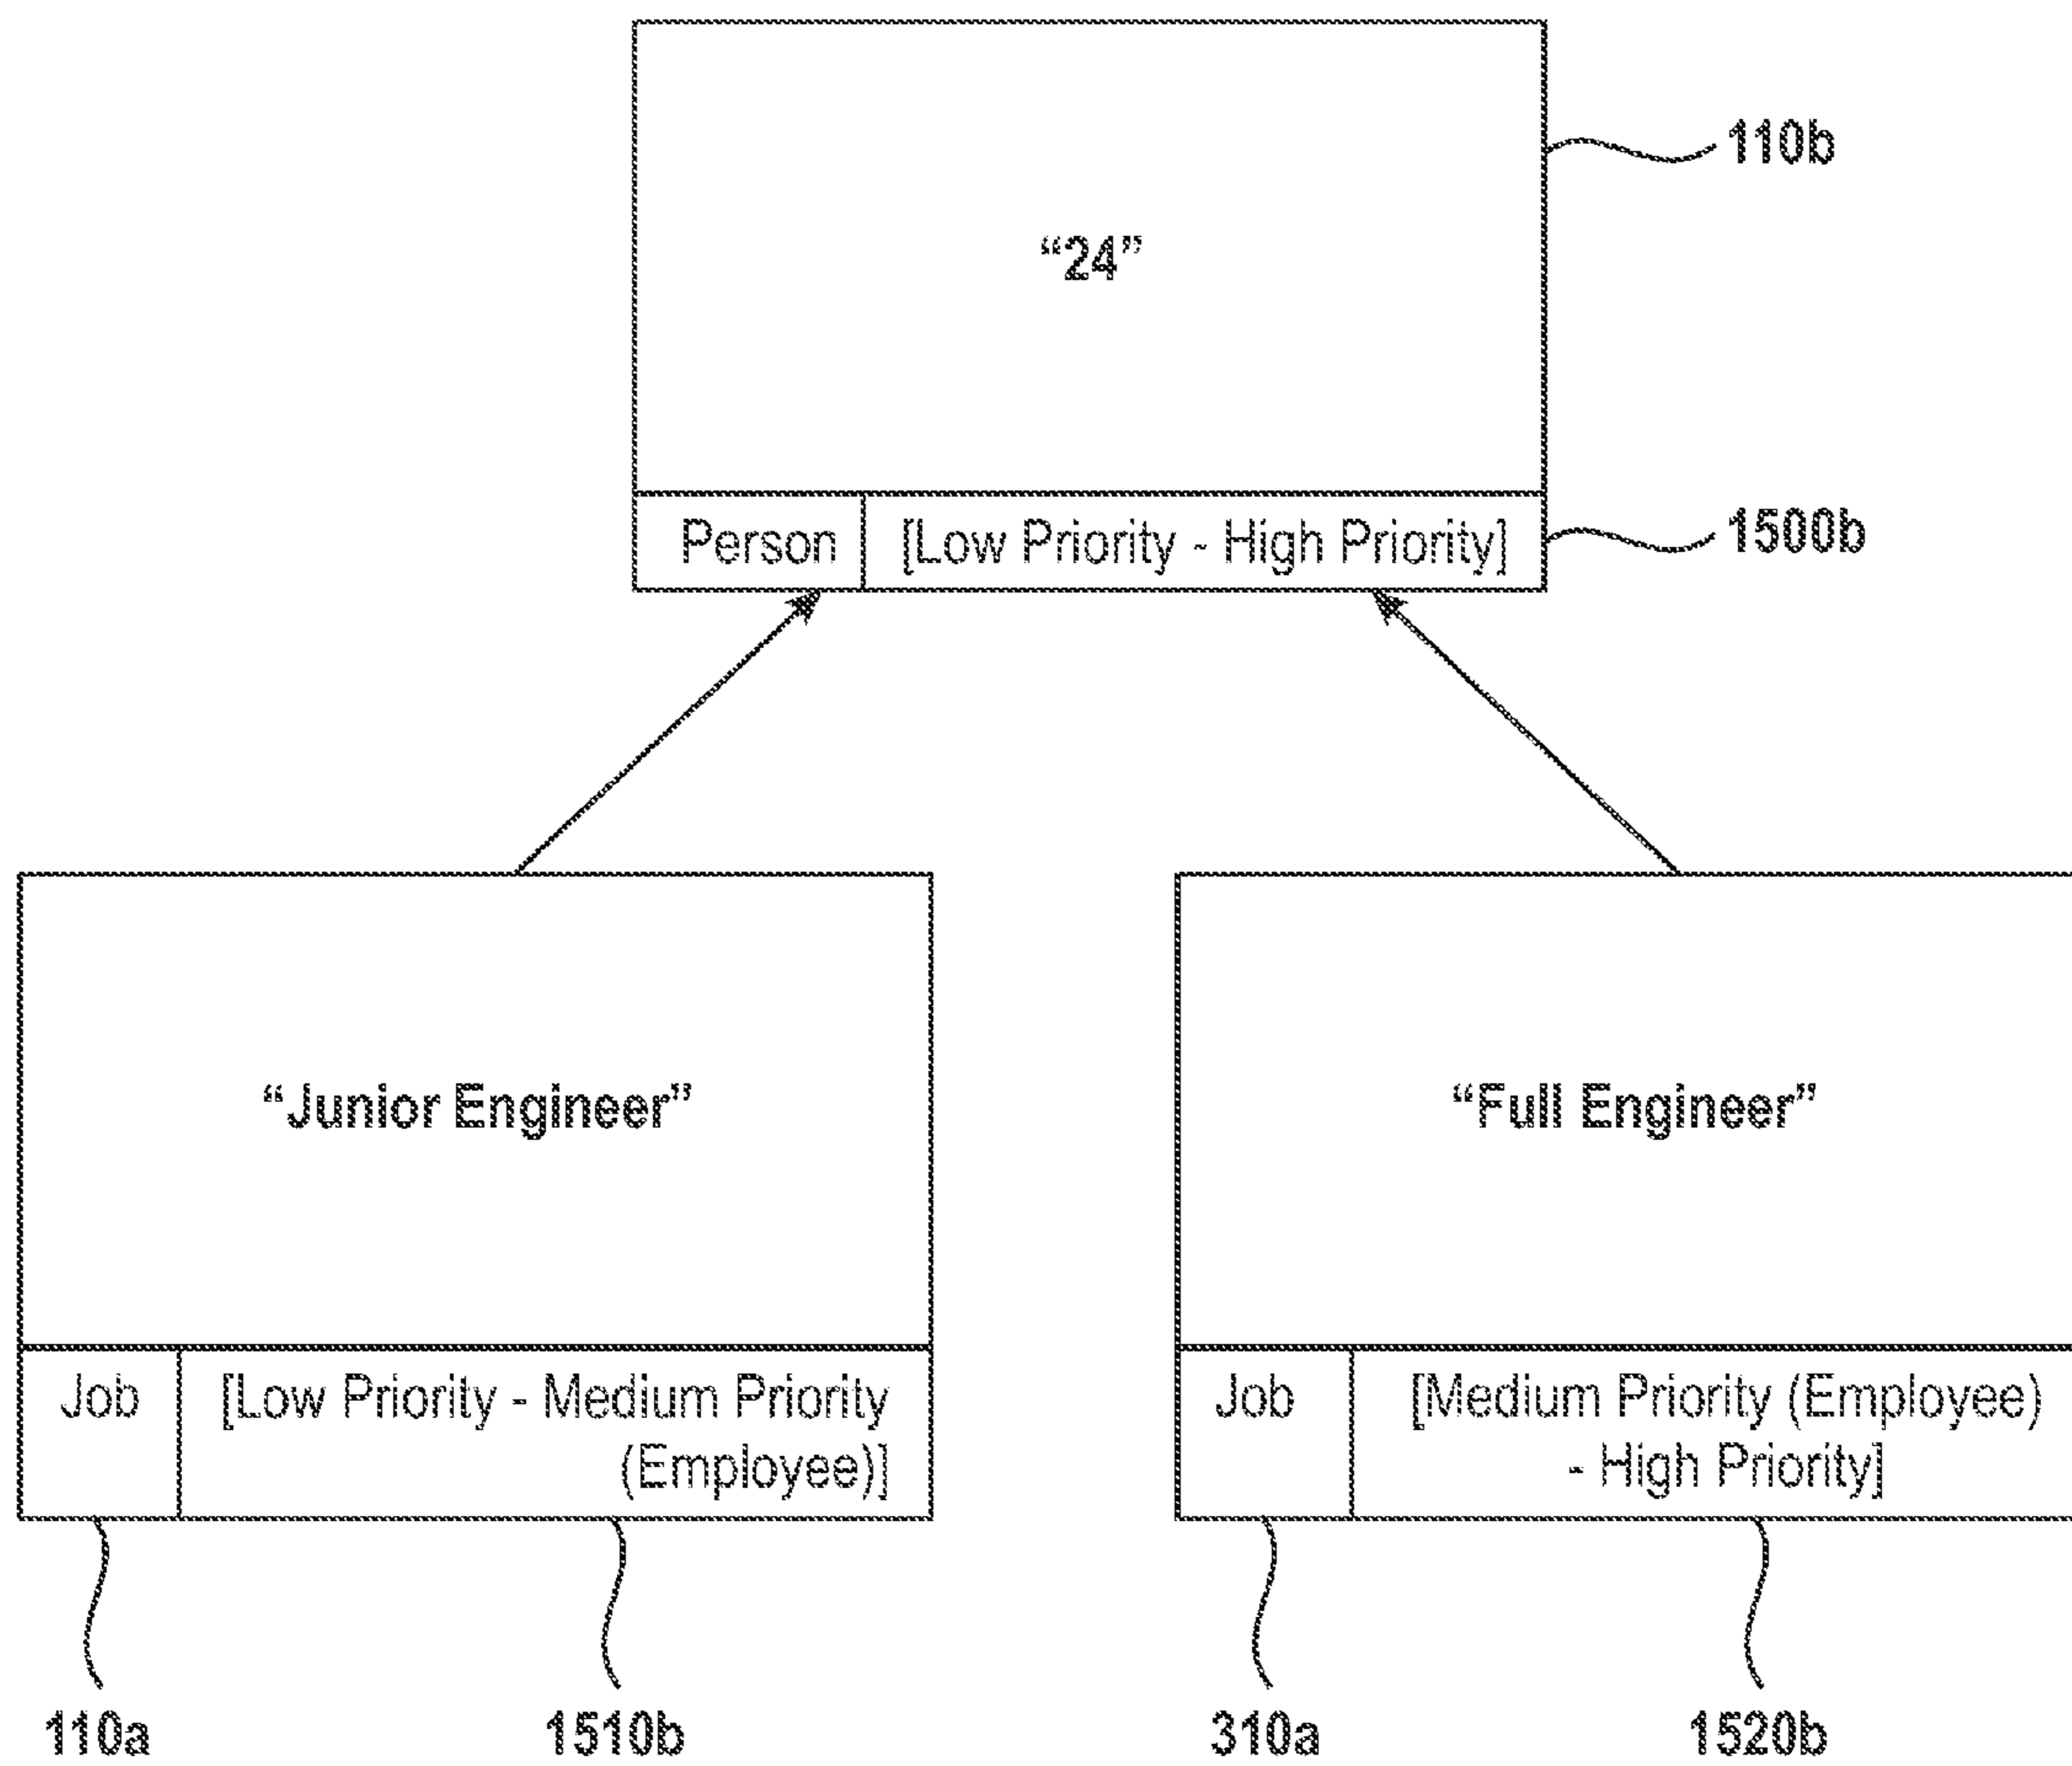 110b
“24”
Person [Low Priority - High Priority]
1500b
“Junior Engineer”
“Full Engineer”
Job [Low Priority - Medium Priority
(Employee)]
Job [Medium Priority (Employee)
- High Priority]
110a 1510b 310a 1520b